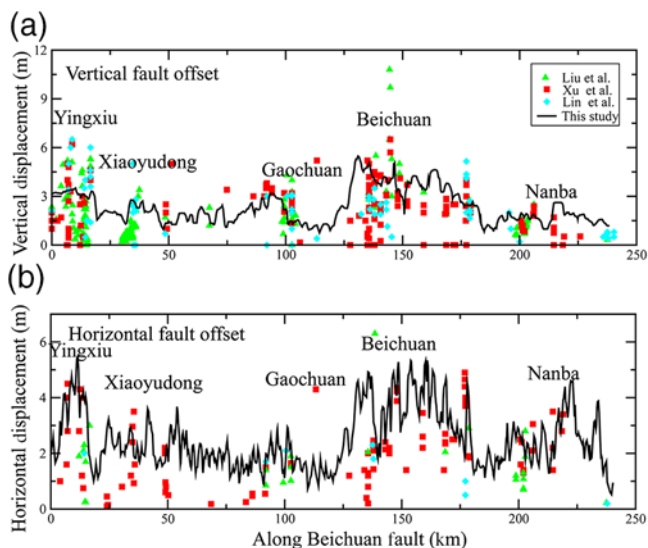 (a)
12
9
6
3
0
Vertical displacement (m)
Vertical fault offset
Yingxiu
Xiaoyudong
Gaochuan
Beichuan
Nanba
Liu et al.
Xu et al.
Lin et al.
This study
0 50 100 150 200 250
(b)
6
4
2
0
Horizontal displacement (m)
Horizontal fault offset
Yingxiu
Xiaoyudong
Gaochuan
Beichuan
Nanba
0 50 100 150 200 250
Along Beichuan fault (km)